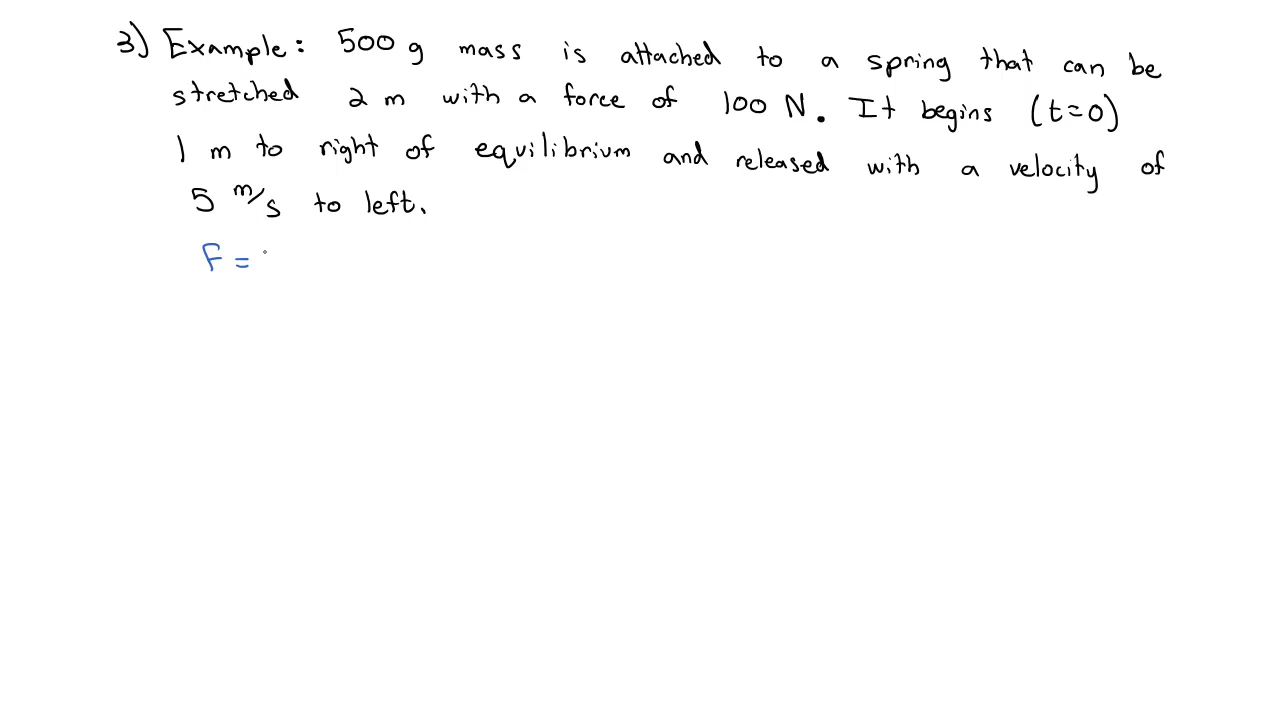 3) Example: 500 g mass is attached to a spring that can be
stretched 2 m with a force of 100 N. It begins (t=0)
1 m to right of equilibrium and released with a velocity of
5 m/s to left.
F =